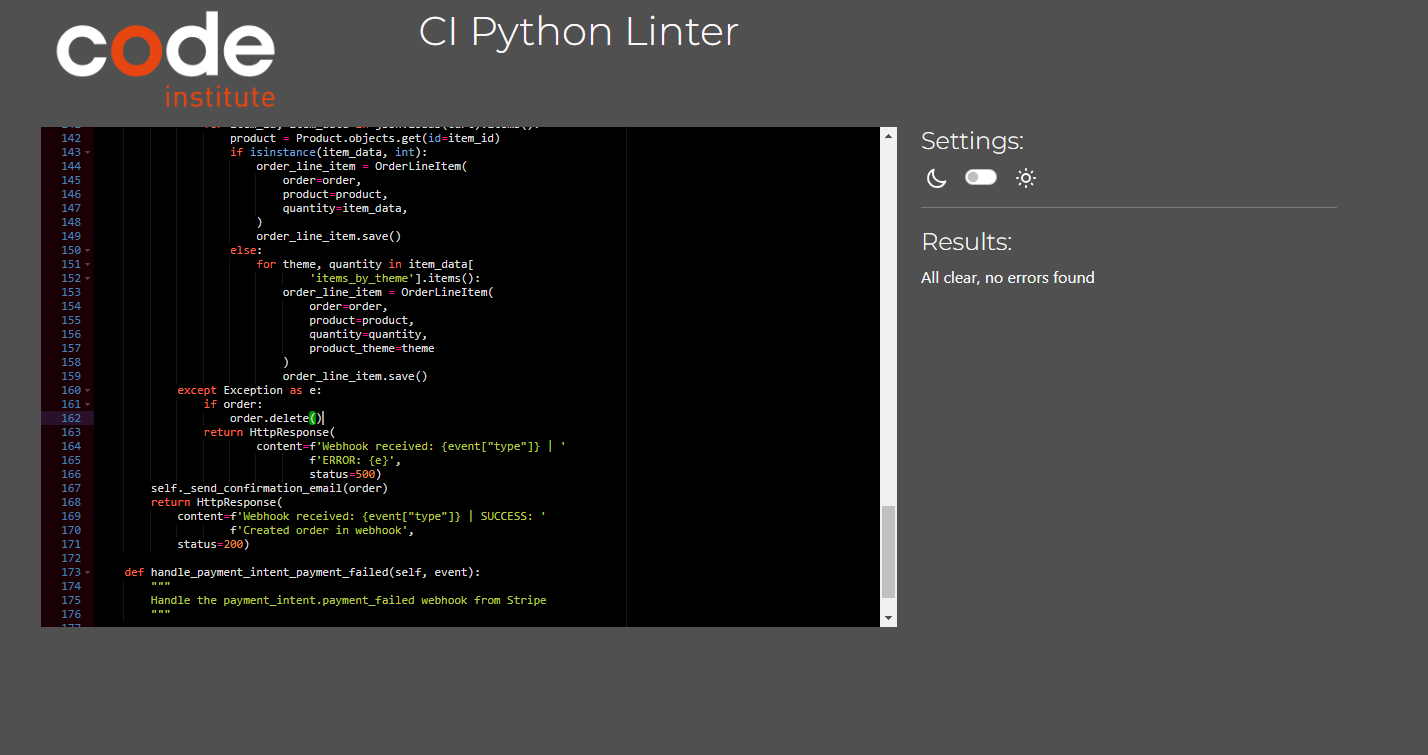 code
institute
CI Python Linter
142 product = Product.objects.get(id=item_id)
143 if isinstance(item_data, int):
144 order_line_item = OrderLineItem(
145 order=order,
146 product=product,
147 quantity=item_data,
148 )
149 order_line_item.save()
150 else:
151 for theme, quantity in item_data[
152 'items_by_theme'].items():
153 order_line_item = OrderLineItem(
154 order=order,
155 product=product,
156 quantity=quantity,
157 product_theme=theme
158 )
159 order_line_item.save()
160 except Exception as e:
161 if order:
162 order.delete()
163 return HttpResponse(
164 content=f'Webhook received: {event["type"]} | '
165 f'ERROR: {e}',
166 status=500)
167 self._send_confirmation_email(order)
168 return HttpResponse(
169 content=f'Webhook received: {event["type"]} | SUCCESS: '
170 f'Created order in webhook',
171 status=200)
172
173 def handle_payment_intent_payment_failed(self, event):
174 """
175 Handle the payment_intent.payment_failed webhook from Stripe
176 """
Settings:
Results:
All clear, no errors found